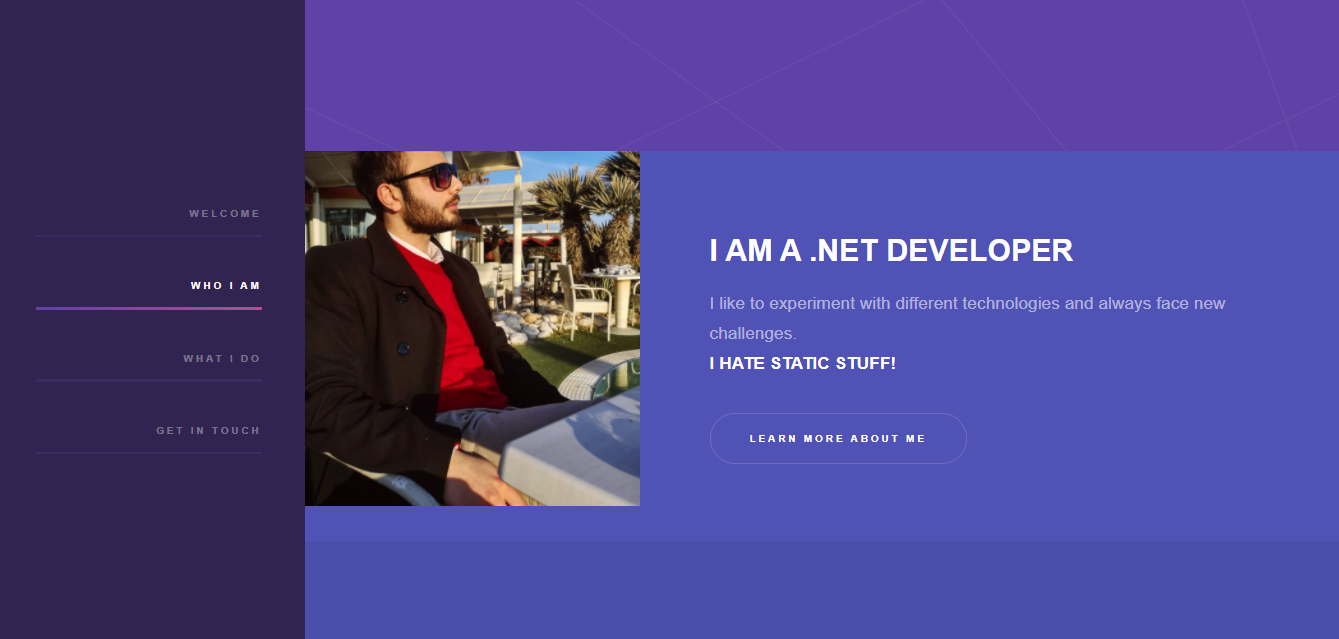 WELCOME
WHO I AM
WHAT I DO
GET IN TOUCH
I AM A .NET DEVELOPER
I like to experiment with different technologies and always face new
challenges.
I HATE STATIC STUFF!
LEARN MORE ABOUT ME